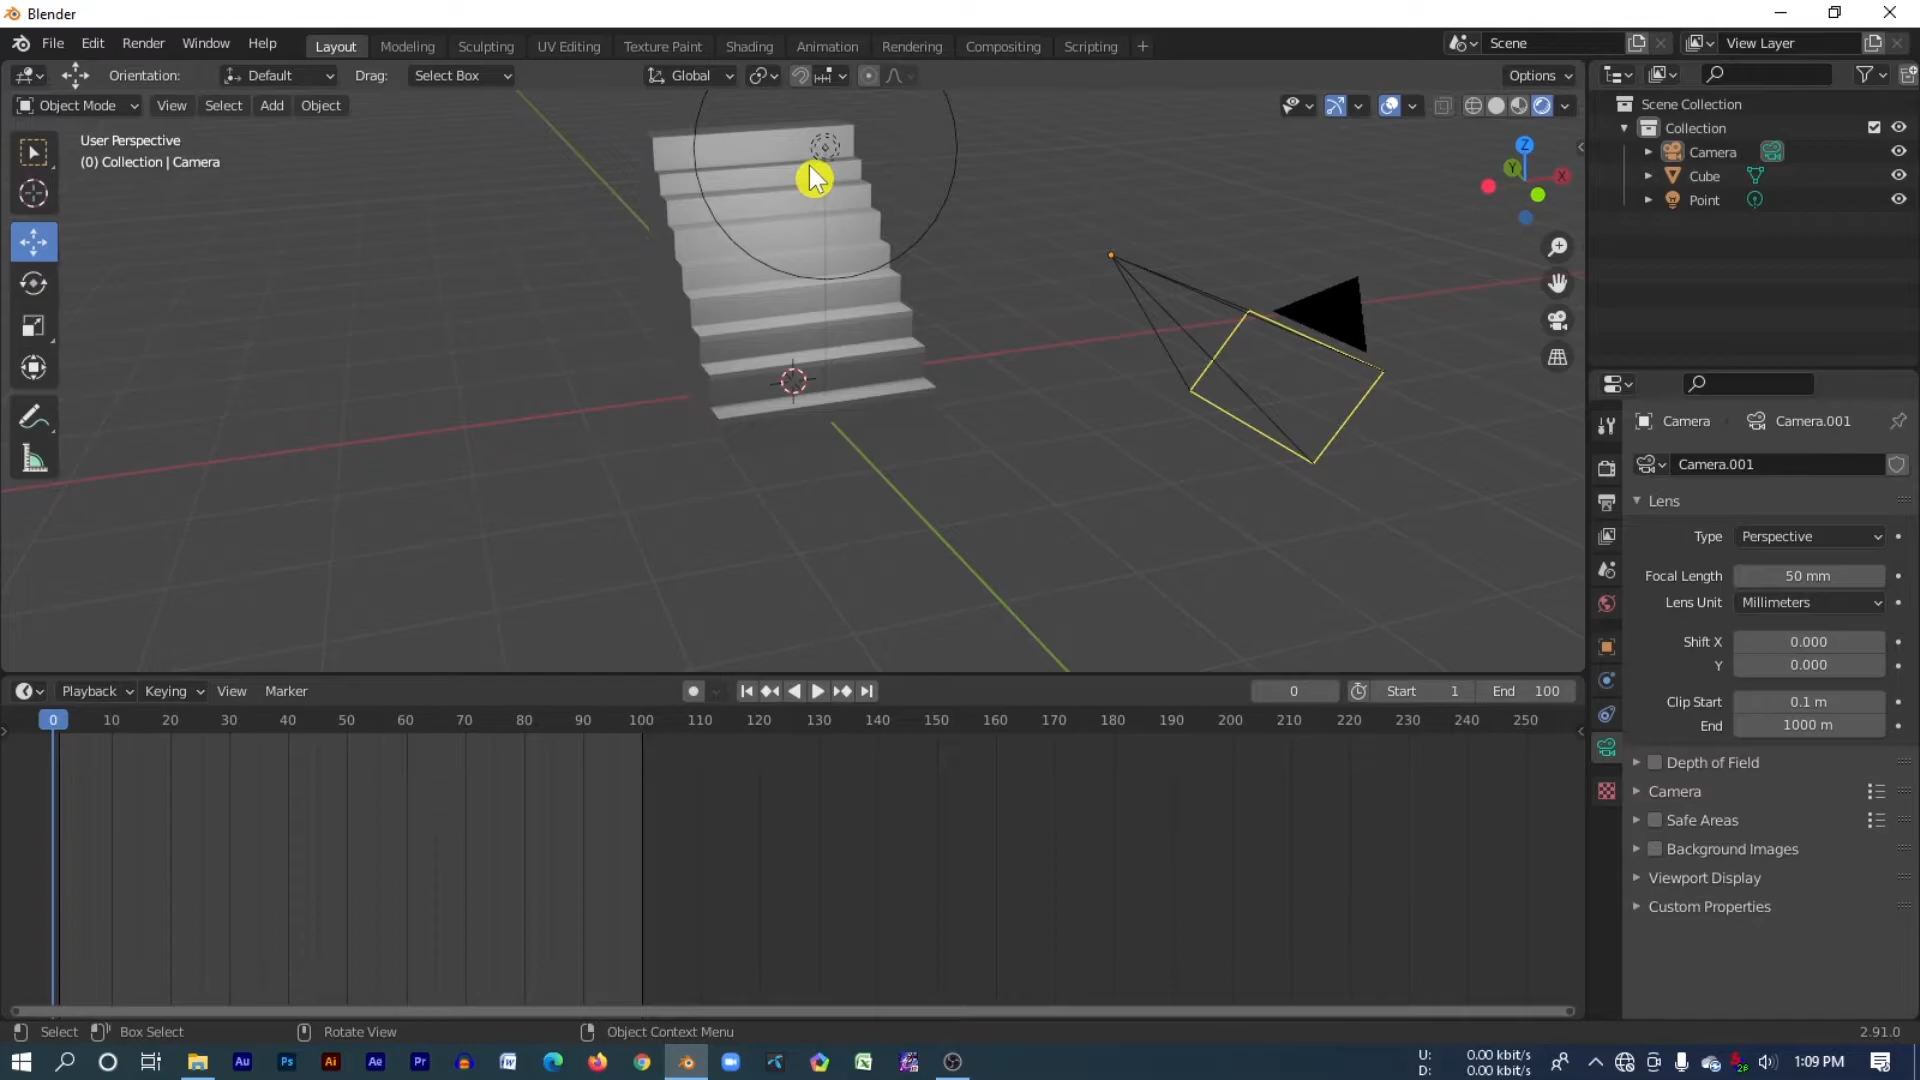 Blender
File Edit Render Window Help
Layout Modeling Sculpting UV Editing Texture Paint Shading Animation Rendering Compositing Scripting +
Scene
View Layer
Orientation: Default Drag: Select Box
Global
Options
Object Mode View Select Add Object
User Perspective
(0) Collection | Camera
Z
Y
X
Scene Collection
Collection
Camera
Cube
Point
Camera Camera.001
Camera.001
Lens
Type Perspective
Focal Length 50 mm
Lens Unit Millimeters
Shift X 0.000
Y 0.000
Clip Start 0.1 m
End 1000 m
Depth of Field
Camera
Safe Areas
Background Images
Viewport Display
Custom Properties
Playback Keying View Marker
0 Start 1 End 100
0 10 20 30 40 50 60 70 80 90 100 110 120 130 140 150 160 170 180 190 200 210 220 230 240 250
Select Box Select Rotate View Object Context Menu
2.91.0
Au Ps Ai Ae Pr
U: 0.00 kbit/s
D: 0.00 kbit/s
1:09 PM